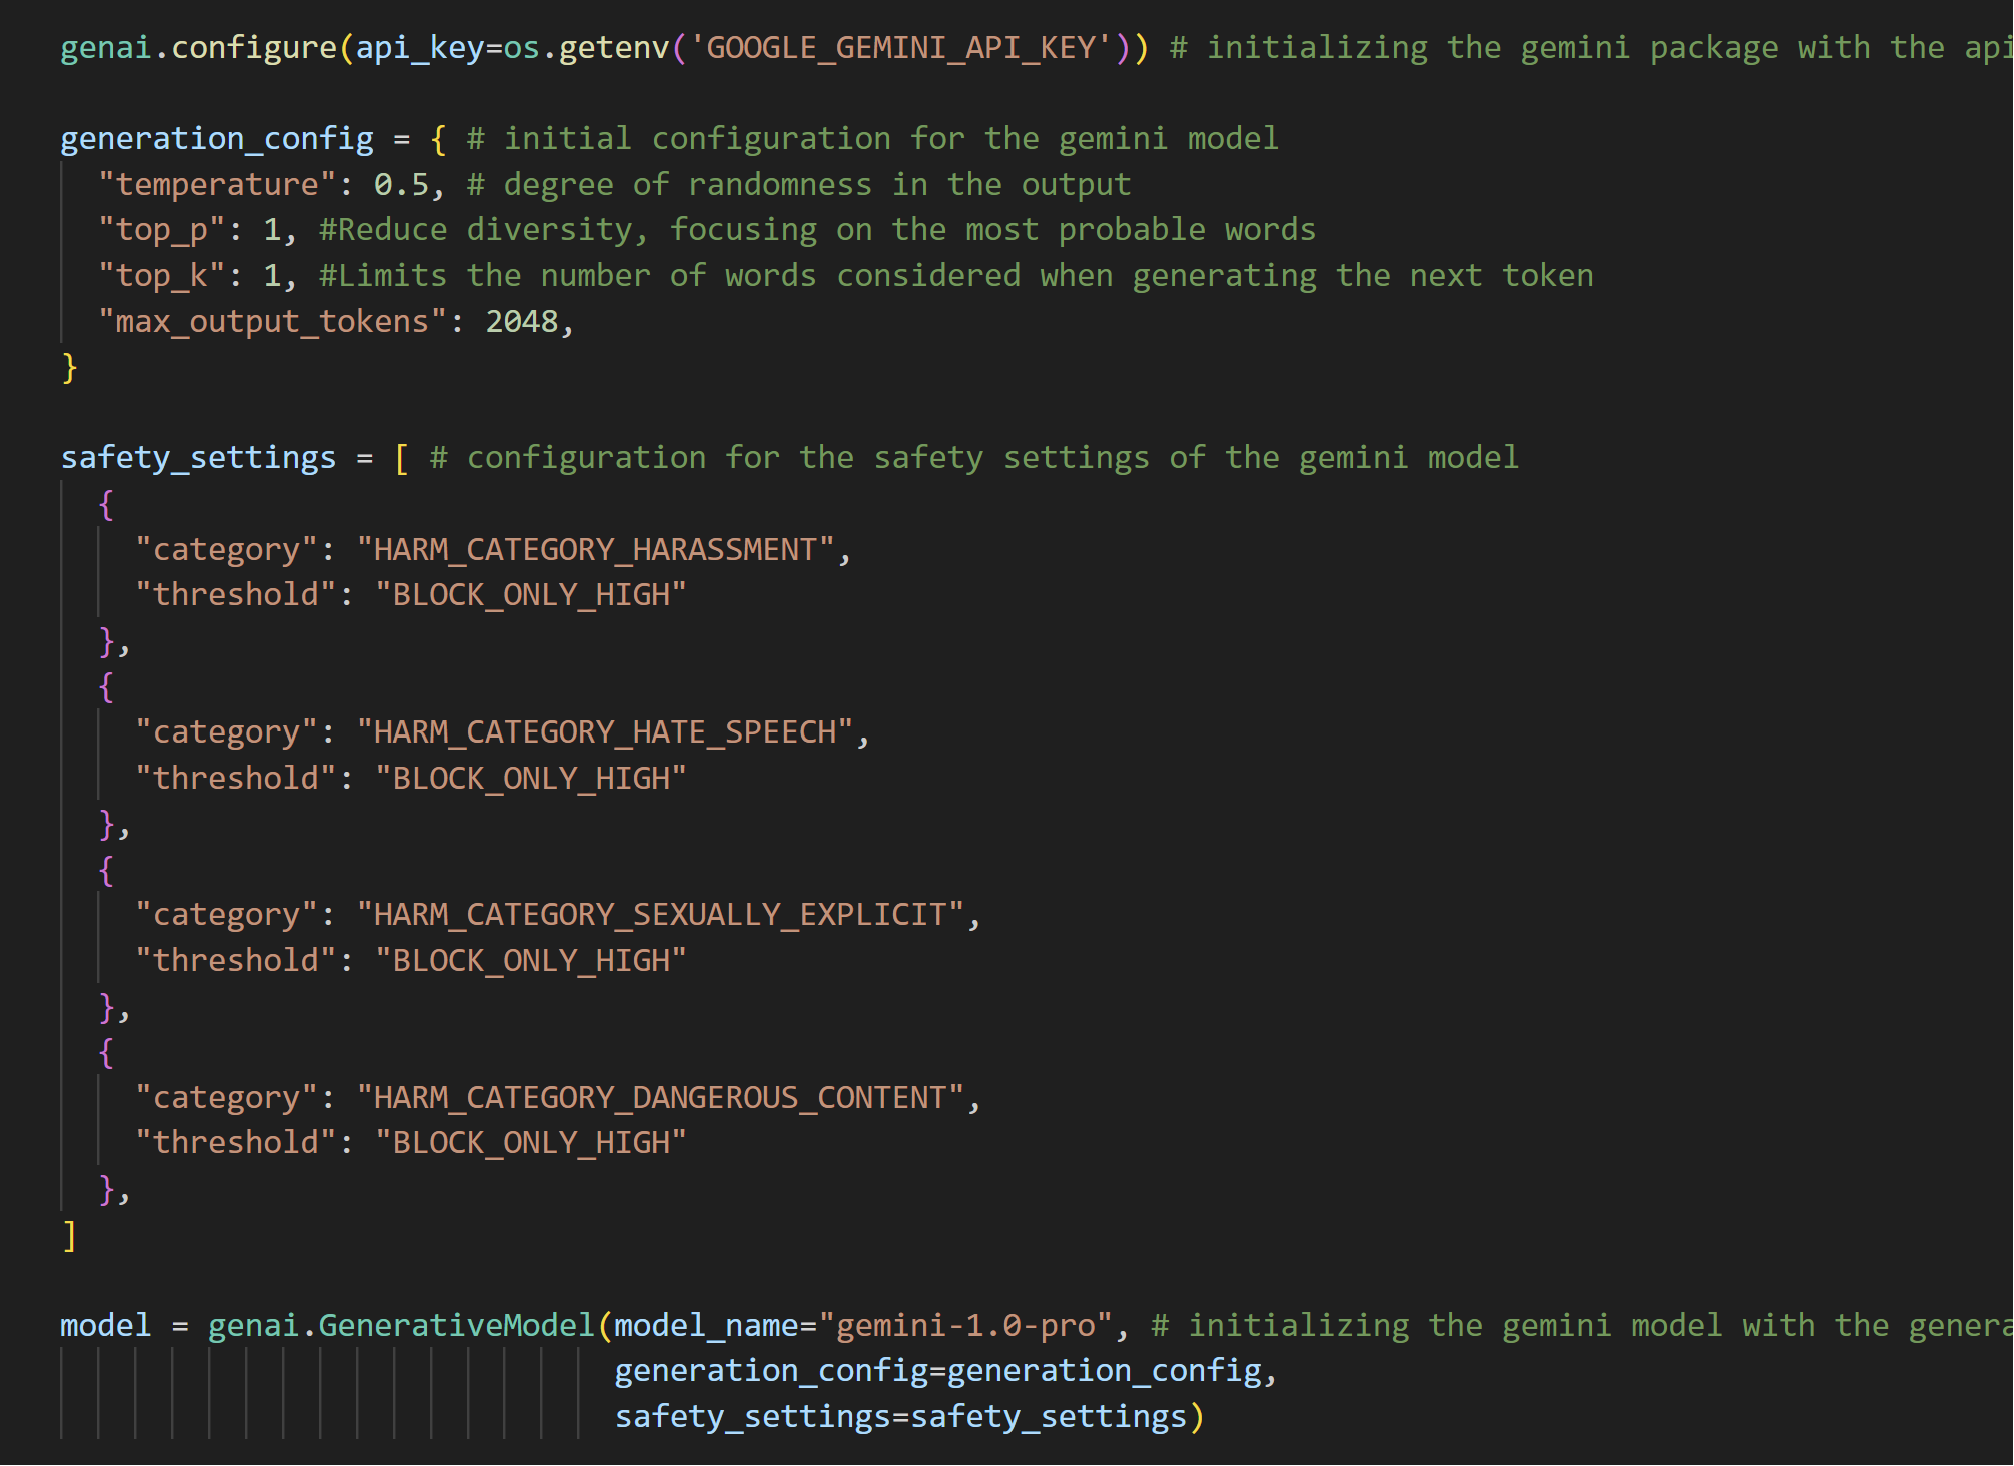 genai.configure(api_key=os.getenv('GOOGLE_GEMINI_API_KEY')) # initializing the gemini package with the api
generation_config = { # initial configuration for the gemini model
"temperature": 0.5, # degree of randomness in the output
"top_p": 1, #Reduce diversity, focusing on the most probable words
"top_k": 1, #Limits the number of words considered when generating the next token
"max_output_tokens": 2048,
}
safety_settings = [ # configuration for the safety settings of the gemini model
{
"category": "HARM_CATEGORY_HARASSMENT",
"threshold": "BLOCK_ONLY_HIGH"
},
{
"category": "HARM_CATEGORY_HATE_SPEECH",
"threshold": "BLOCK_ONLY_HIGH"
},
{
"category": "HARM_CATEGORY_SEXUALLY_EXPLICIT",
"threshold": "BLOCK_ONLY_HIGH"
},
{
"category": "HARM_CATEGORY_DANGEROUS_CONTENT",
"threshold": "BLOCK_ONLY_HIGH"
},
]
model = genai.GenerativeModel(model_name="gemini-1.0-pro", # initializing the gemini model with the genera
generation_config=generation_config,
safety_settings=safety_settings)